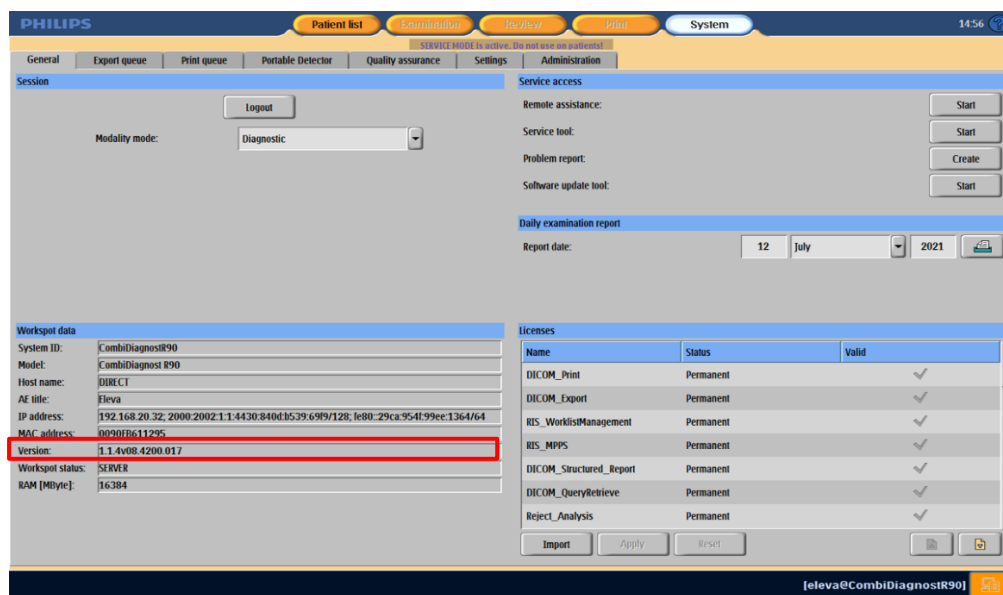 PHILIPS
Patient list
Examination
Review
Print
System
14:56
SERVICE MODE is active. Do not use on patients!
General
Export queue
Print queue
Portable Detector
Quality assurance
Settings
Administration
Session
Logout
Modality mode:
Diagnostic
Service access
Remote assistance:
Start
Service tool:
Start
Problem report:
Create
Software update tool:
Start
Daily examination report
Report date:
12
July
2021
Workspot data
System ID: CombiDiagnostR90
Model: CombiDiagnost R90
Host name: DIRECT
AE title: Eleva
IP address: 192.168.20.32; 2000:2002:1:1:4430:840d:b539:69f9/128; fe80::29ca:954f:99ee:1364/64
MAC address: 0090FB611295
Version: 1.1.4v08.4200.017
Workspot status: SERVER
RAM [MByte]: 16384
Licenses
Name Status Valid
DICOM_Print Permanent
DICOM_Export Permanent
RIS_WorklistManagement Permanent
RIS_MPPS Permanent
DICOM_Structured_Report Permanent
DICOM_QueryRetrieve Permanent
Reject_Analysis Permanent
Import
Apply
Reset
[eleva@CombiDiagnostR90]